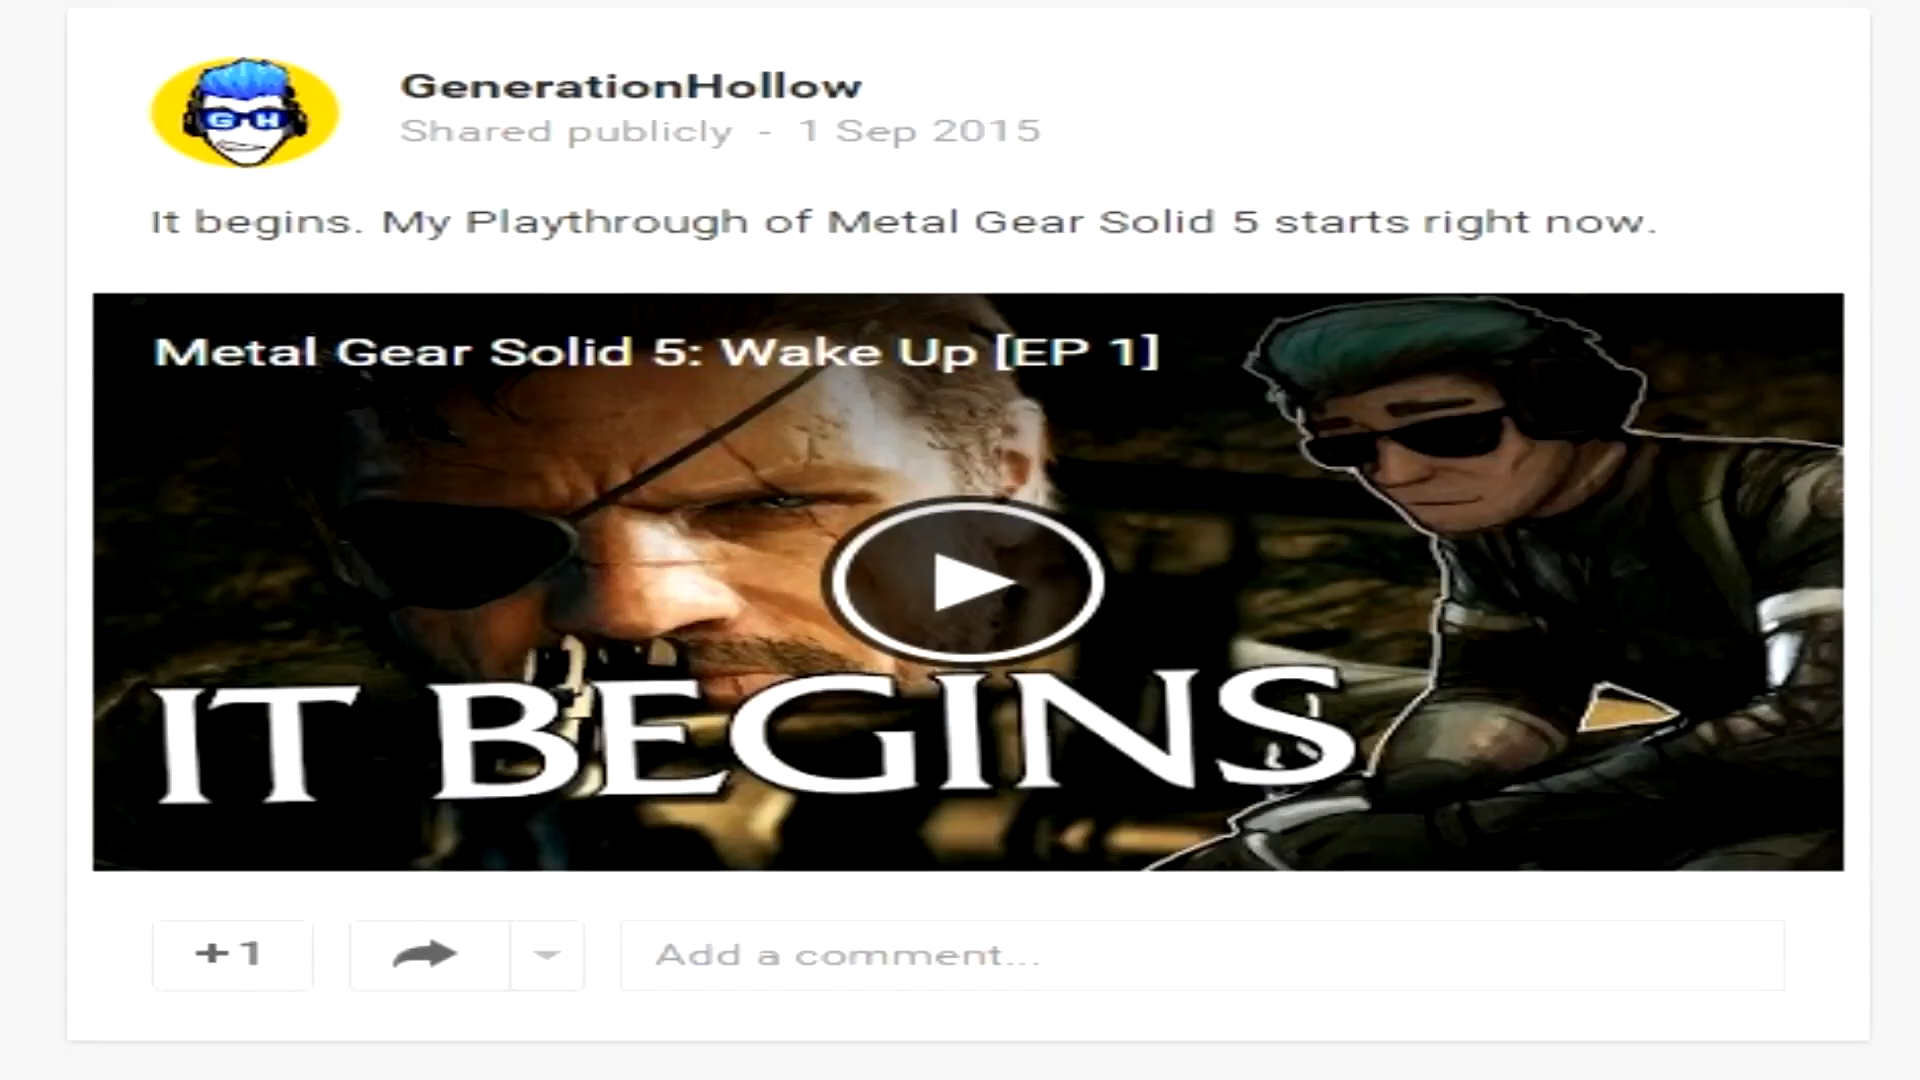 GH
GenerationHollow
Shared publicly - 1 Sep 2015
It begins. My Playthrough of Metal Gear Solid 5 starts right now.
Metal Gear Solid 5: Wake Up [EP 1]
IT BEGINS
+1
Add a comment...